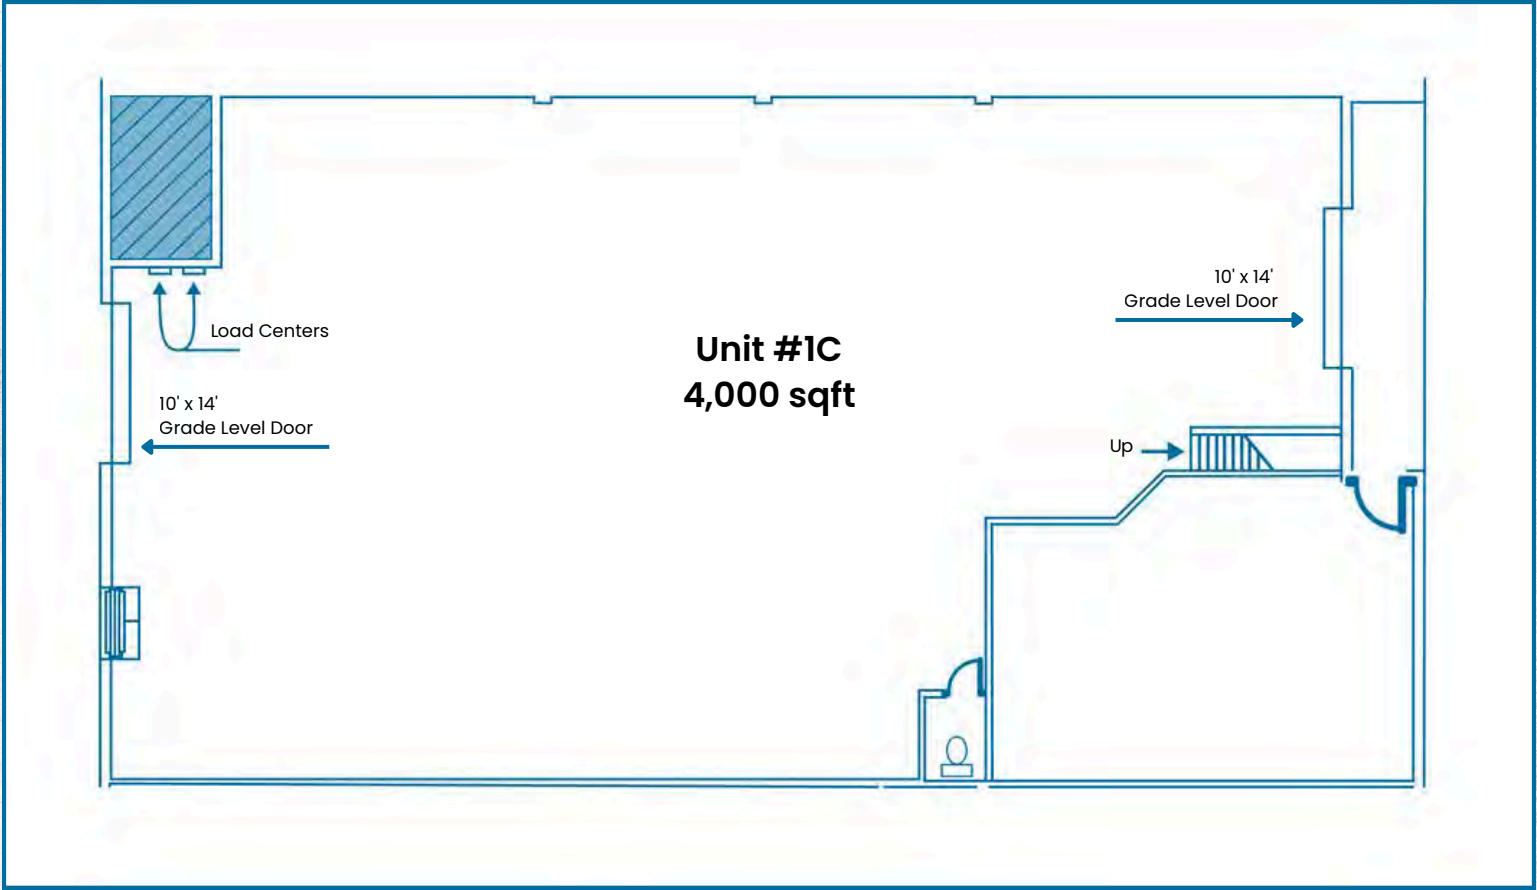 10' x 14'
Grade Level Door
Load Centers
Unit #1C
4,000 sqft
10' x 14'
Grade Level Door
Up